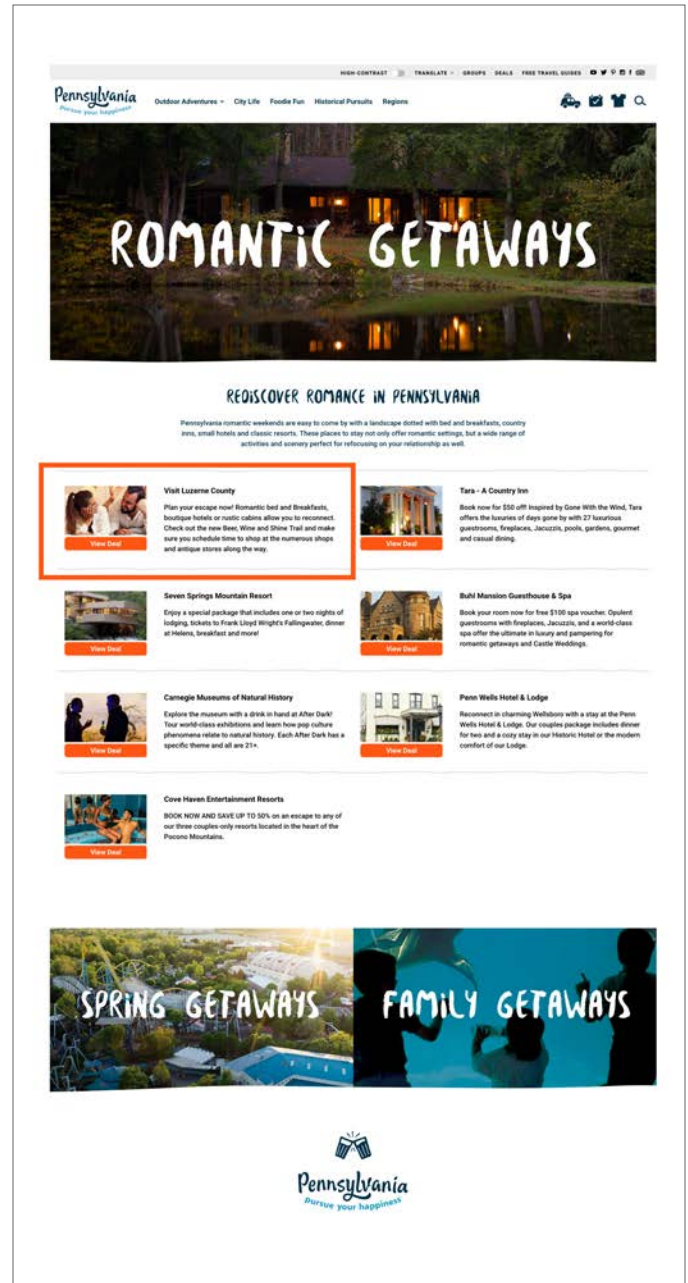 HIGH CONTRAST TRANSLATE GROUPS DEALS FREE TRAVEL GUIDES
Pennsylvania
Pursue your happiness
Outdoor Adventures City Life Foodie Fun Historical Pursuits Regions
ROMANTiC GETAWAYS
REDiSCOVER ROMANCE iN PENNSYLVANiA
Pennsylvania romantic weekends are easy to come by with a landscape dotted with bed and breakfasts, country
inns, small hotels and classic resorts. These places to stay not only offer romantic settings, but a wide range of
activities and scenery perfect for refocusing on your relationship as well.
Visit Luzerne County
Plan your escape now! Romantic bed and Breakfasts,
boutique hotels or rustic cabins allow you to reconnect.
Check out the new Beer, Wine and Shine Trail and make
sure you schedule time to shop at the numerous shops
and antique stores along the way.
View Deal
Tara - A Country Inn
Book now for $50 off! Inspired by Gone With the Wind, Tara
offers the luxuries of days gone by with 27 luxurious
guestrooms, fireplaces, Jacuzzis, pools, gardens, gourmet
and casual dining.
View Deal
Seven Springs Mountain Resort
Enjoy a special package that includes one or two nights of
lodging, tickets to Frank Lloyd Wright's Fallingwater, dinner
at Helens, breakfast and more!
View Deal
Buhl Mansion Guesthouse & Spa
Book your room now for free $100 spa voucher. Opulent
guestrooms with fireplaces, Jacuzzis, and a world-class
spa offer the ultimate in luxury and pampering for
romantic getaways and Castle Weddings.
View Deal
Carnegie Museums of Natural History
Explore the museum with a drink in hand at After Dark!
Tour world-class exhibitions and learn how pop culture
phenomena relate to natural history. Each After Dark has a
specific theme and all are 21+.
View Deal
Penn Wells Hotel & Lodge
Reconnect in charming Wellsboro with a stay at the Penn
Wells Hotel & Lodge. Our couples package includes dinner
for two and a cozy stay in our Historic Hotel or the modern
comfort of our Lodge.
View Deal
Cove Haven Entertainment Resorts
BOOK NOW AND SAVE UP TO 50% on an escape to any of
our three couples-only resorts located in the heart of the
Pocono Mountains.
View Deal
SPRiNG GETAWAYS
FAMiLY GETAWAYS
Pennsylvania
pursue your happiness